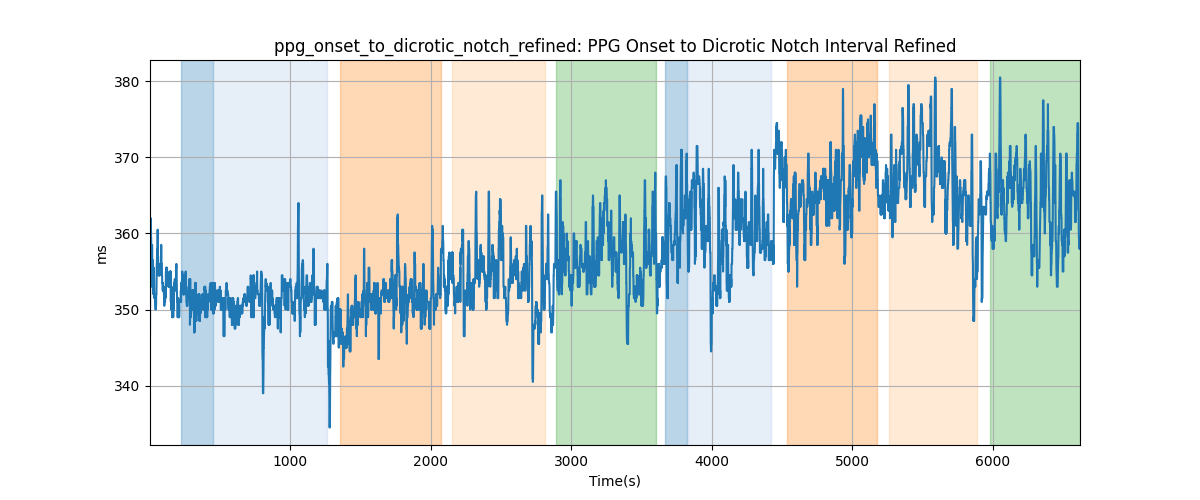 ppg_onset_to_dicrotic_notch_refined: PPG Onset to Dicrotic Notch Interval Refined
380
370
360
350
340
ms
1000 2000 3000 4000 5000 6000
Time(s)